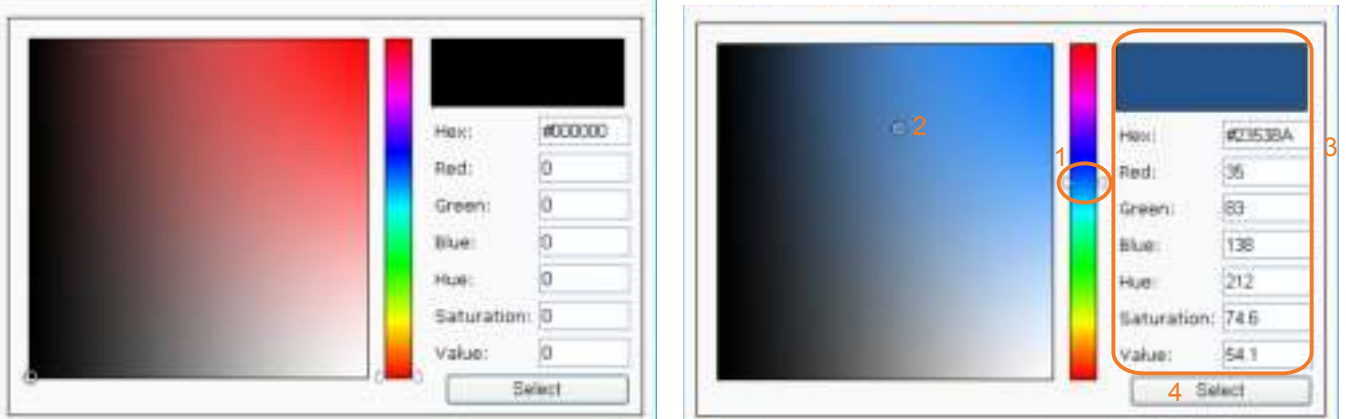 Hex: #000000
Red: 0
Green: 0
Blue: 0
Hue: 0
Saturation: 0
Value: 0
Select
1
2
3
Hex: #23538A
Red: 35
Green: 83
Blue: 138
Hue: 212
Saturation: 74.6
Value: 54.1
4 Select